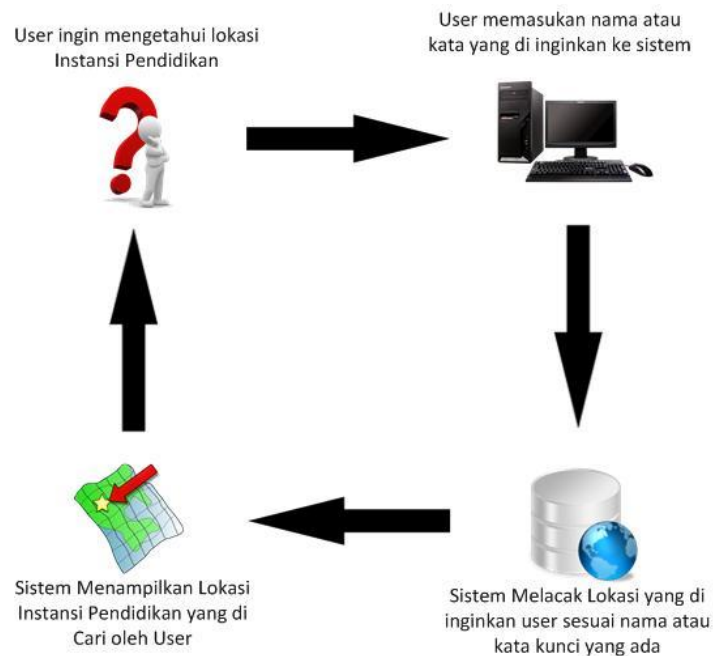 User ingin mengetahui lokasi
Instansi Pendidikan
User memasukan nama atau
kata yang di inginkan ke sistem
Sistem Melacak Lokasi yang di
inginkan user sesuai nama atau
kata kunci yang ada
Sistem Menampilkan Lokasi
Instansi Pendidikan yang di
Cari oleh User